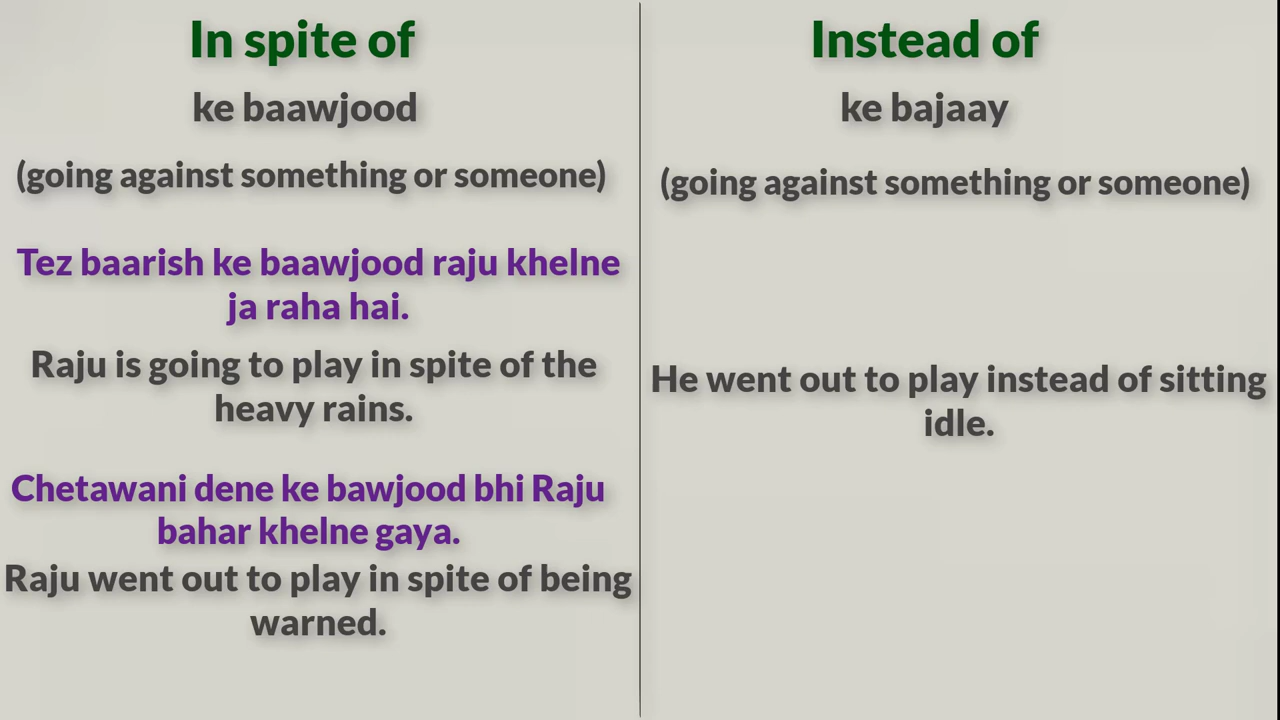 In spite of
ke baawjood
(going against something or someone)
Tez baarish ke baawjood raju khelne
ja raha hai.
Raju is going to play in spite of the
heavy rains.
Chetawani dene ke bawjood bhi Raju
bahar khelne gaya.
Raju went out to play in spite of being
warned.
Instead of
ke bajaay
(going against something or someone)
He went out to play instead of sitting
idle.